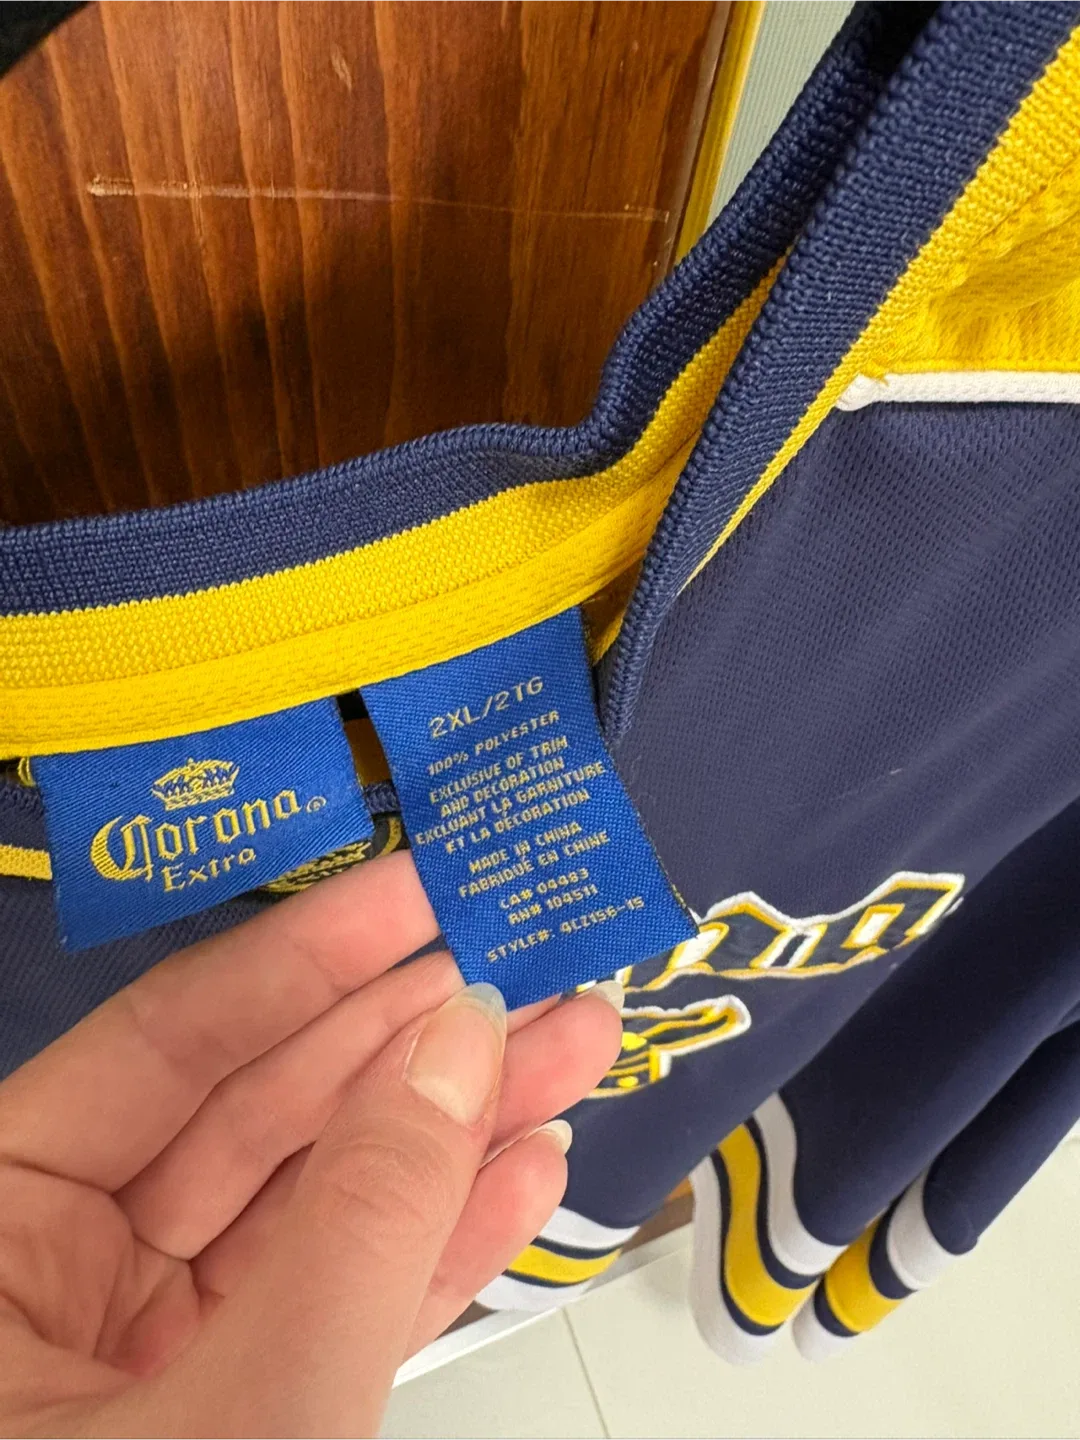 Corona®
Extra
2XL/2TG
100% POLYESTER
EXCLUSIVE OF TRIM
AND DECORATION
EXCLUANT LA GARNITURE
ET LA DÉCORATION
MADE IN CHINA
FABRIQUÉ EN CHINE
CA# 04483
RN# 104511
STYLE#: 4CZ156-15